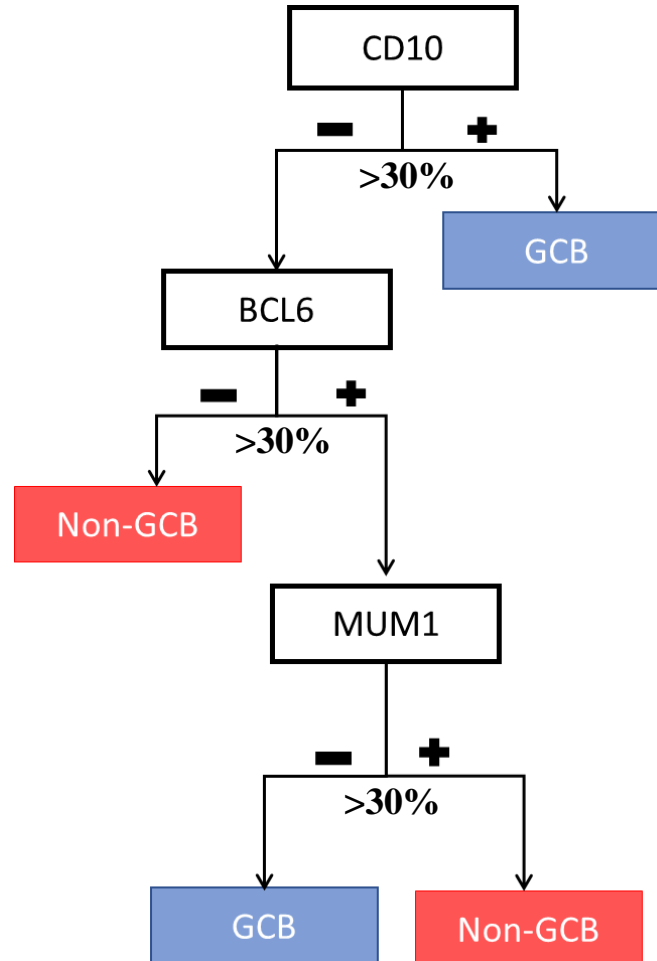 CD10
− +
>30%
GCB
BCL6
− +
>30%
Non-GCB
MUM1
− +
>30%
GCB
Non-GCB